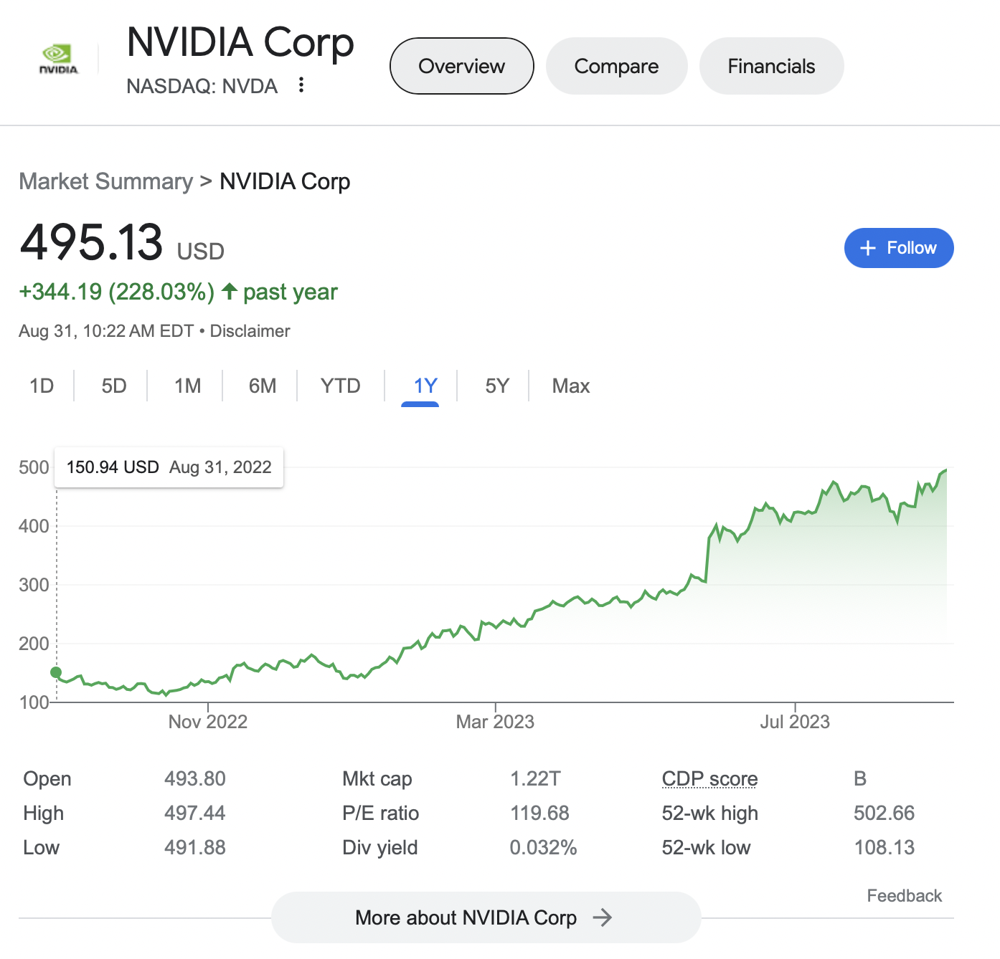 NVIDIA
NVIDIA Corp
NASDAQ: NVDA
Overview
Compare
Financials
Market Summary > NVIDIA Corp
495.13 USD
+ Follow
+344.19 (228.03%) ↑ past year
Aug 31, 10:22 AM EDT • Disclaimer
1D 5D 1M 6M YTD 1Y 5Y Max
150.94 USD Aug 31, 2022
500
400
300
200
100
Nov 2022 Mar 2023 Jul 2023
Open 493.80 Mkt cap 1.22T CDP score B
High 497.44 P/E ratio 119.68 52-wk high 502.66
Low 491.88 Div yield 0.032% 52-wk low 108.13
Feedback
More about NVIDIA Corp →